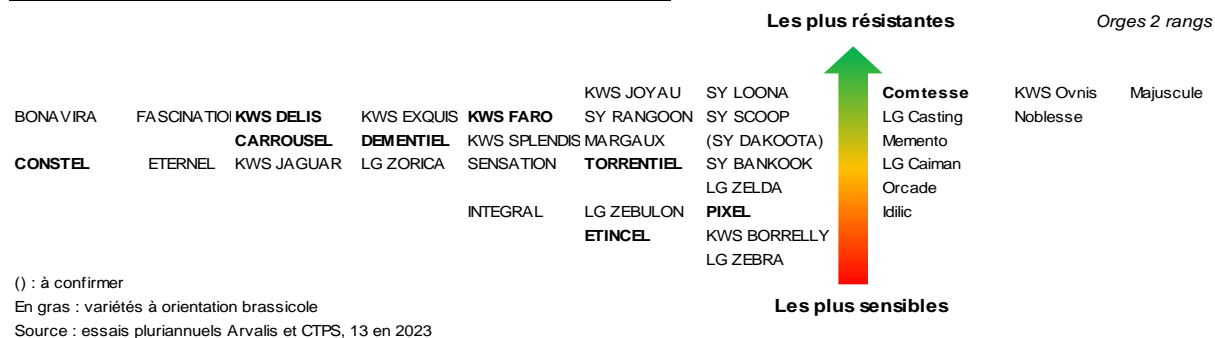 Les plus résistantes Orges 2 rangs
KWS JOYAU SY LOONA Comtesse KWS Ovnis Majuscule
BONAVIRA FASCINATIO KWS DELIS KWS EXQUIS KWS FARO SY RANGOON SY SCOOP LG Casting Noblesse
CARROUSEL DEMENTIEL KWS SPLENDIS MARGAUX (SY DAKOOTA) Memento
CONSTEL ETERNEL KWS JAGUAR LG ZORICA SENSATION TORRENTIEL SY BANKOOK LG Caiman
LG ZELDA Orcade
INTEGRAL LG ZEBULON PIXEL Idilic
ETINCEL KWS BORRELLY
LG ZEBRA
() : à confirmer
En gras : variétés à orientation brassicole Les plus sensibles
Source : essais pluriannuels Arvalis et CTPS, 13 en 2023